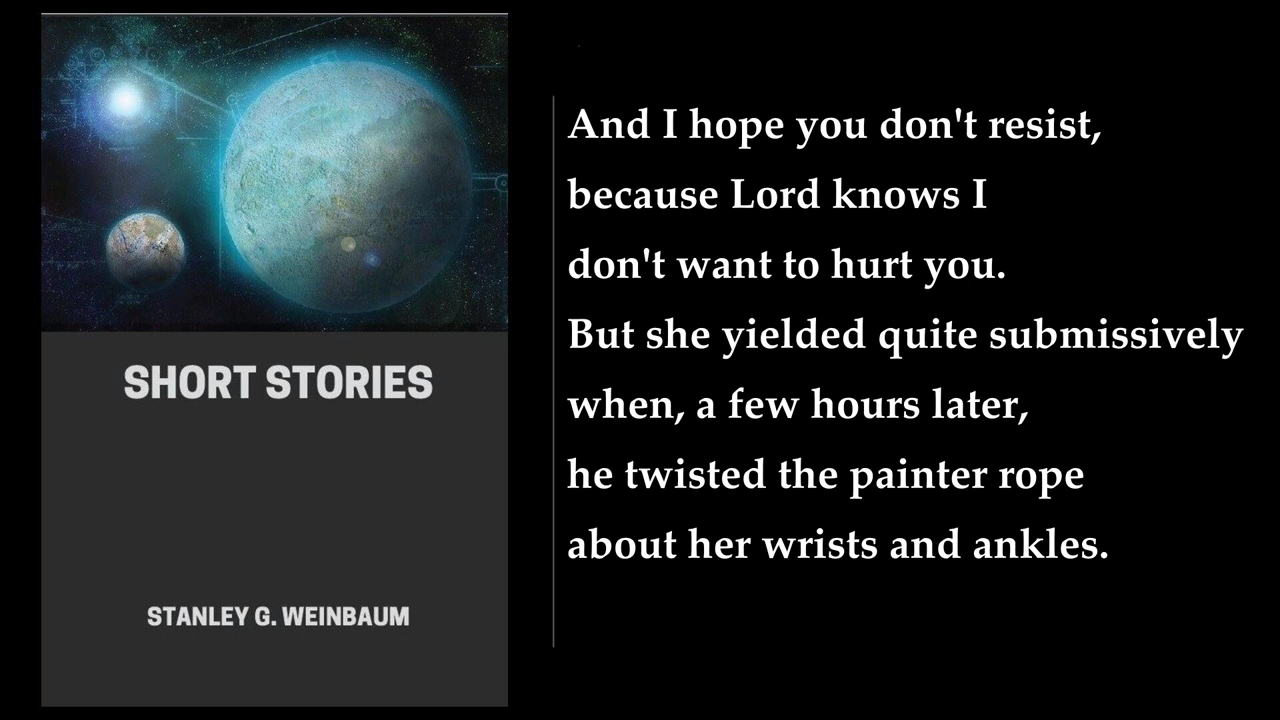 SHORT STORIES
STANLEY G. WEINBAUM
And I hope you don't resist,
because Lord knows I
don't want to hurt you.
But she yielded quite submissively
when, a few hours later,
he twisted the painter rope
about her wrists and ankles.